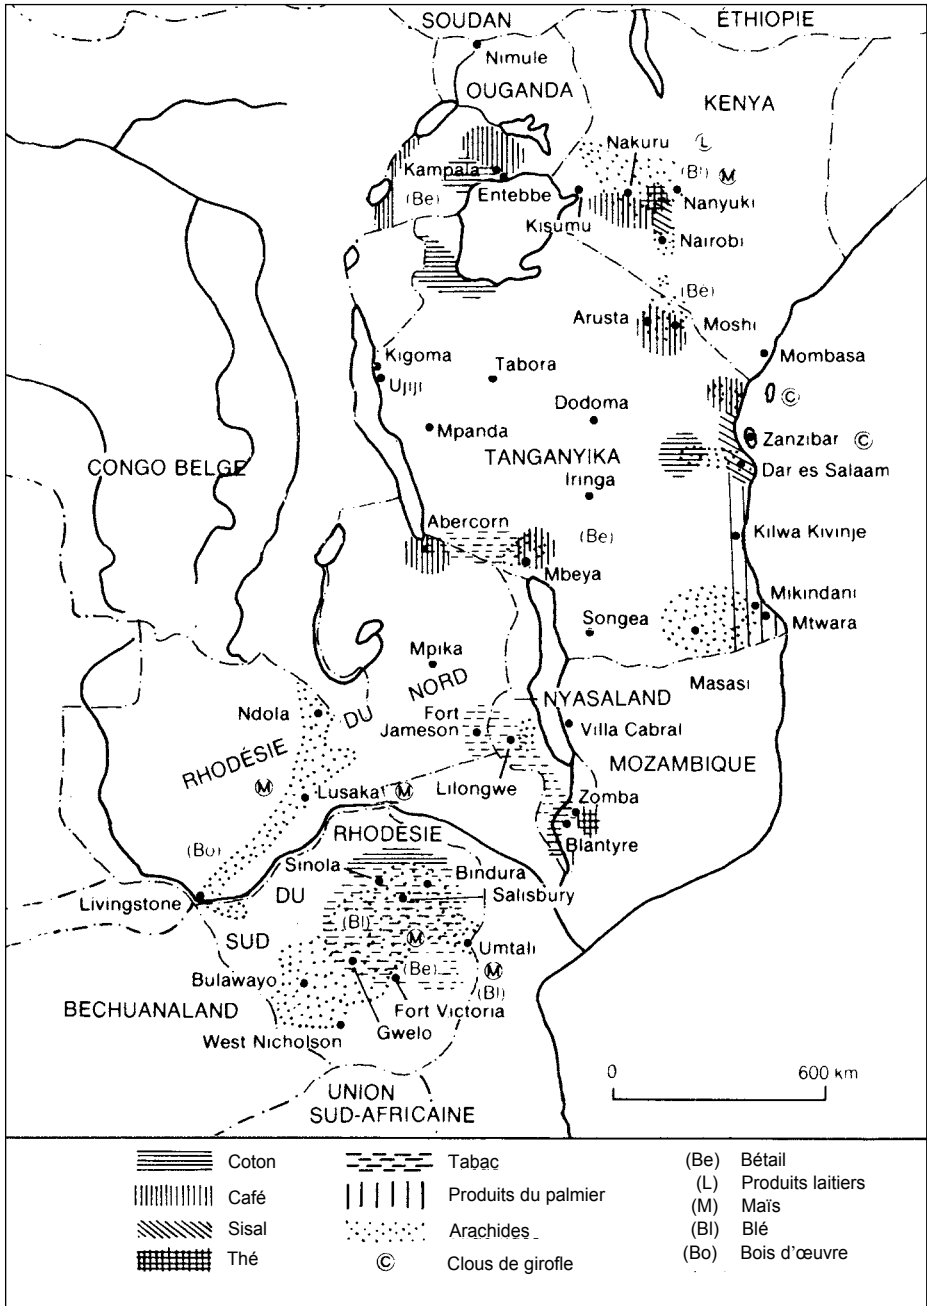 SOUDAN
ÉTHIOPIE
Nimule
OUGANDA
KENYA
Nakuru
(L)
Kampala
(Bl)
(M)
(Be)
Entebbe
Nanyuki
Kisumu
Nairobi
(Be)
Arusta
Moshi
Kigoma
Mombasa
Ujiji
Tabora
(C)
Dodoma
Mpanda
Zanzibar
(C)
CONGO BELGE
TANGANYIKA
Dar es Salaam
Iringa
Abercorn
(Be)
Kilwa Kivinje
Mbeya
Mikindani
Songea
Mtwara
Mpika
Masasi
NORD
NYASALAND
Ndola
DU
Fort
Jameson
Villa Cabral
RHODÉSIE
MOZAMBIQUE
(M)
Lusaka
(M)
Lilongwe
Zomba
RHODÉSIE
Blantyre
(Bo)
Sinola
Bindura
Livingstone
DU
Salisbury
(Bl)
SUD
(M)
Umtali
(Be)
(M)
Bulawayo
(Bl)
BECHUANALAND
Fort Victoria
Gwelo
West Nicholson
0
600 km
UNION
SUD-AFRICAINE
Coton
Tabac
(Be) Bétail
Café
Produits du palmier
(L) Produits laitiers
(M) Maïs
Sisal
Arachides
(Bl) Blé
Thé
(C) Clous de girofle
(Bo) Bois d'œuvre